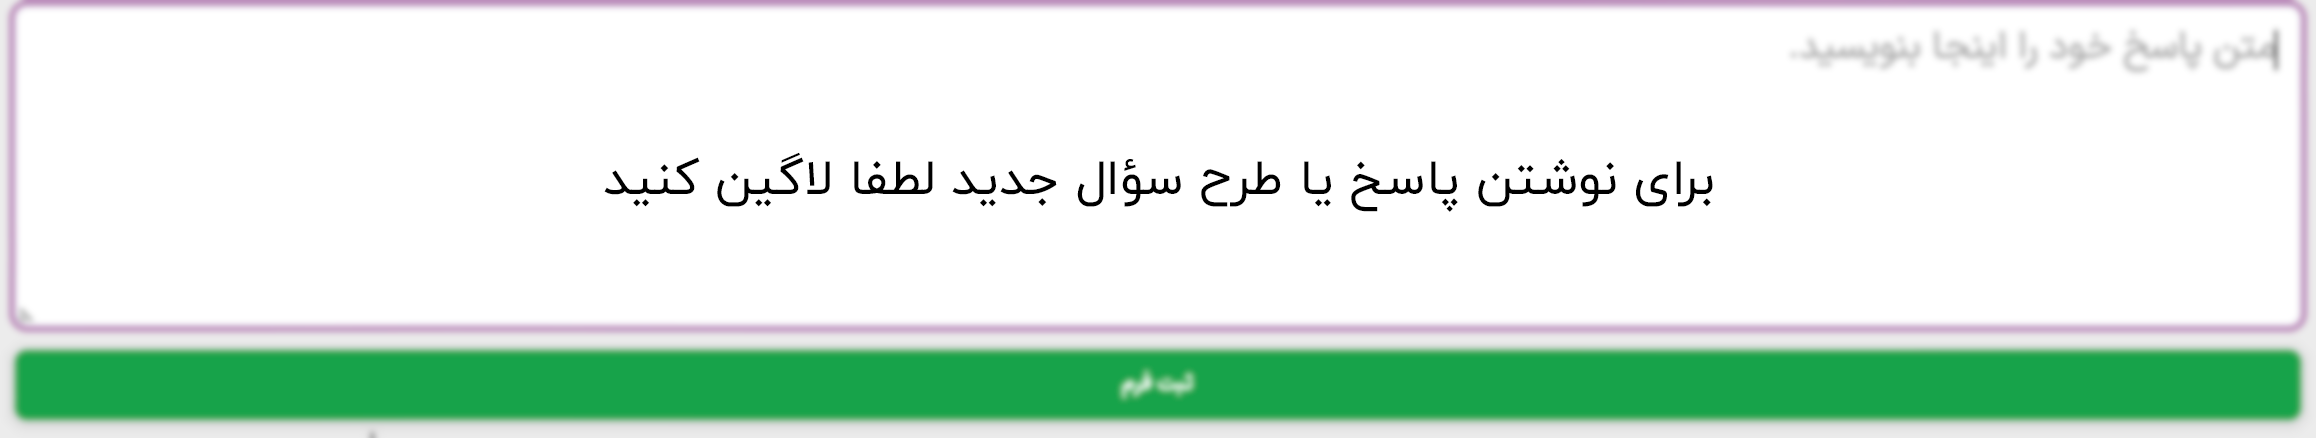 متن پاسخ خود را اینجا بنویسید.
برای نوشتن پاسخ یا طرح سؤال جدید لطفا لاگین کنید
ثبت فرم